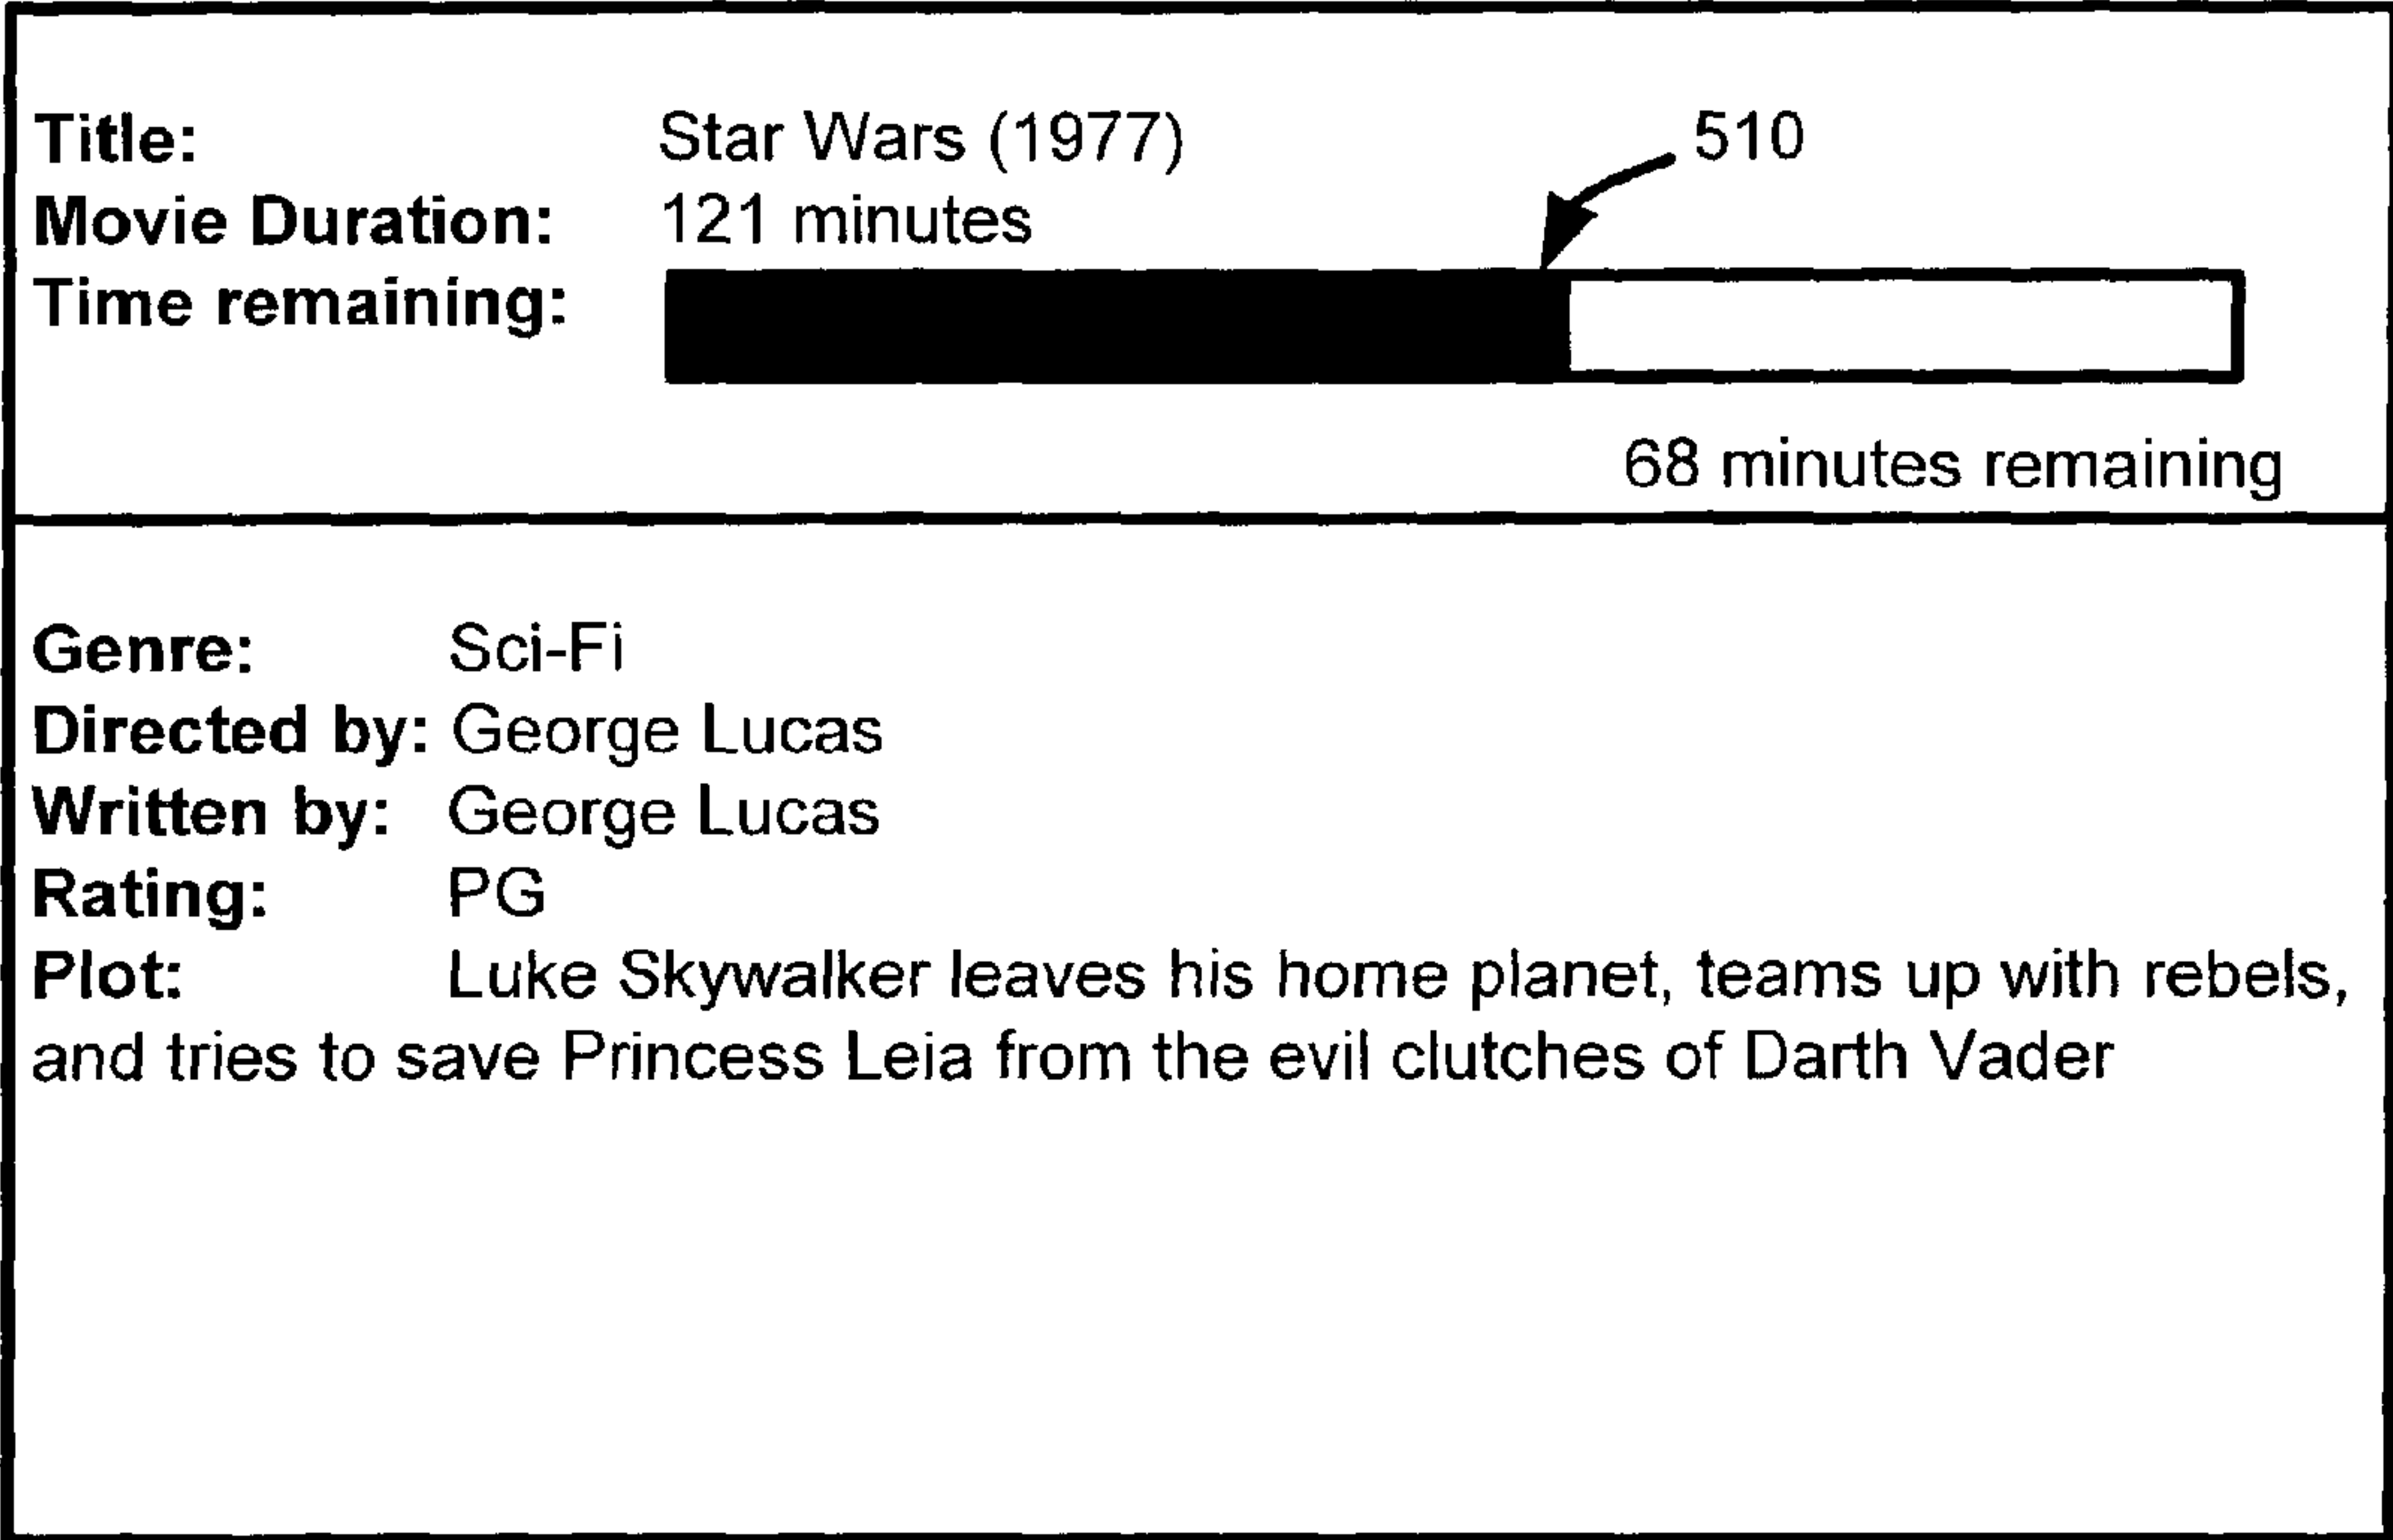 Title: Star Wars (1977) 510
Movie Duration: 121 minutes
Time remaining:
68 minutes remaining
Genre: Sci-Fi
Directed by: George Lucas
Written by: George Lucas
Rating: PG
Plot: Luke Skywalker leaves his home planet, teams up with rebels,
and tries to save Princess Leia from the evil clutches of Darth Vader